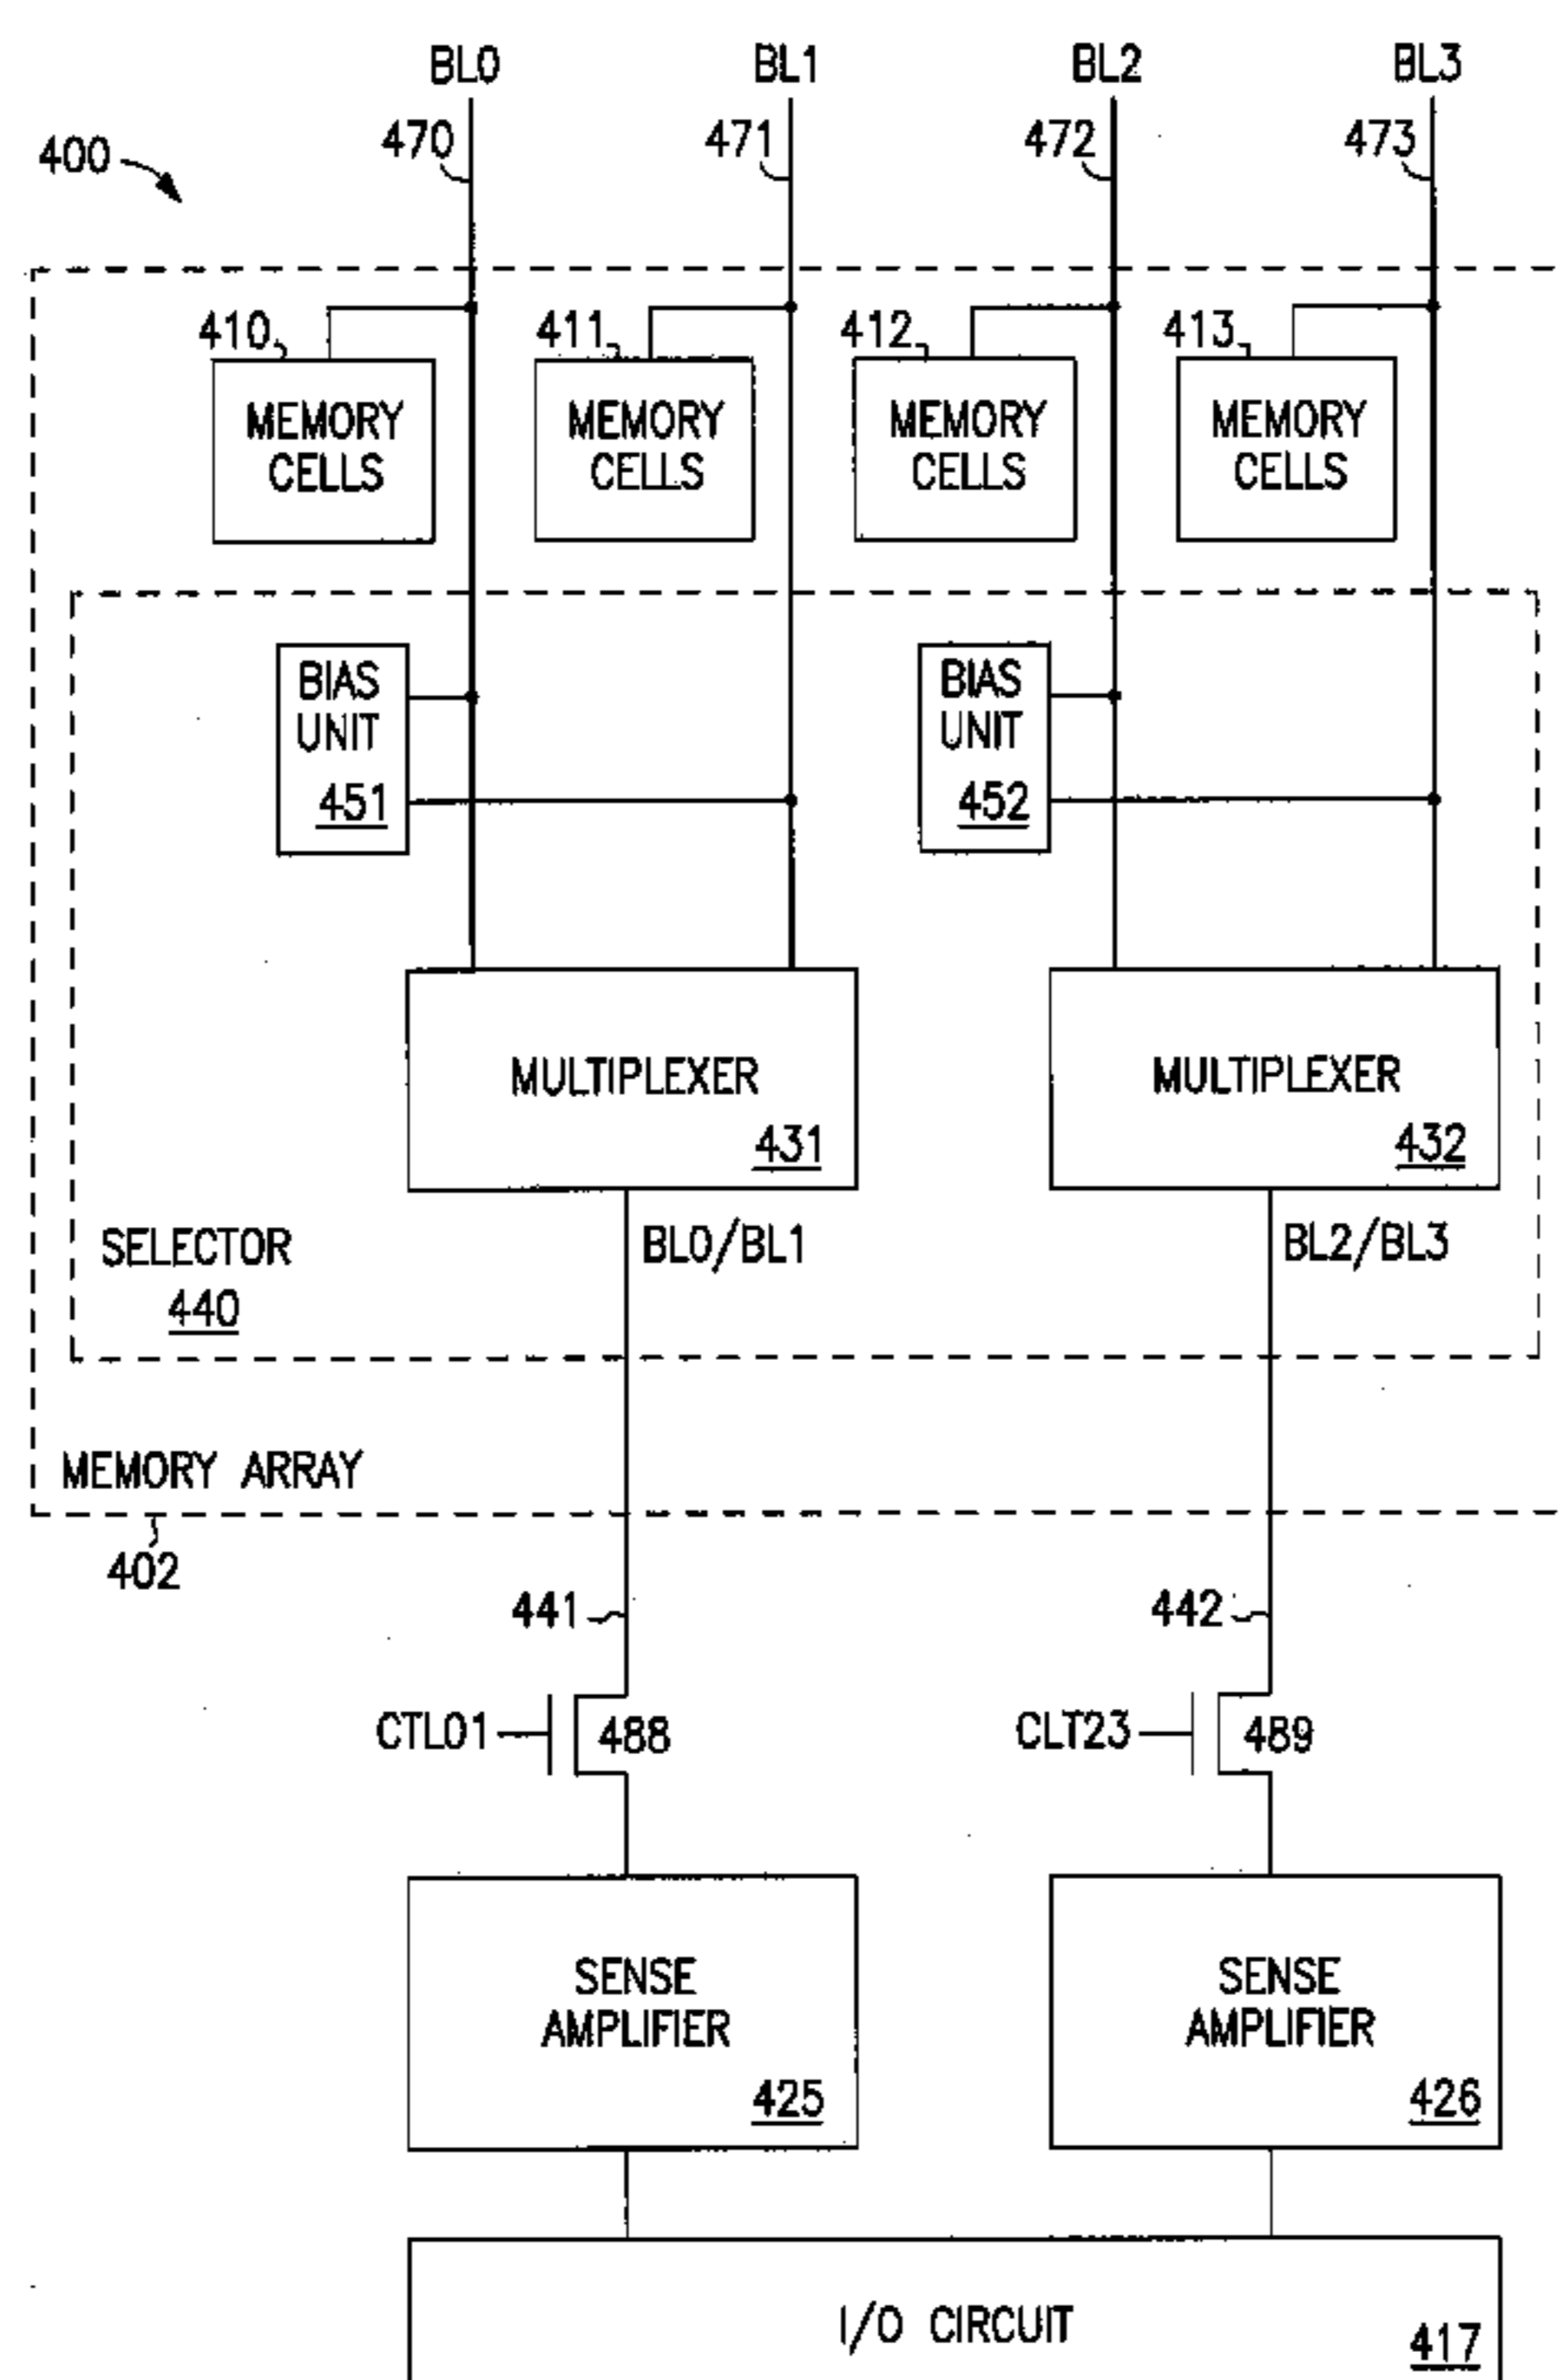 BL0 BL1 BL2 BL3
400 470 471 472 473
410 411 412 413
MEMORY CELLS
MEMORY CELLS
MEMORY CELLS
MEMORY CELLS
BIAS UNIT 451
BIAS UNIT 452
MULTIPLEXER 431
MULTIPLEXER 432
BL0/BL1 BL2/BL3
SELECTOR 440
MEMORY ARRAY
402
441 442
CTL01 488 CLT23 489
SENSE AMPLIFIER 425
SENSE AMPLIFIER 426
I/O CIRCUIT 417